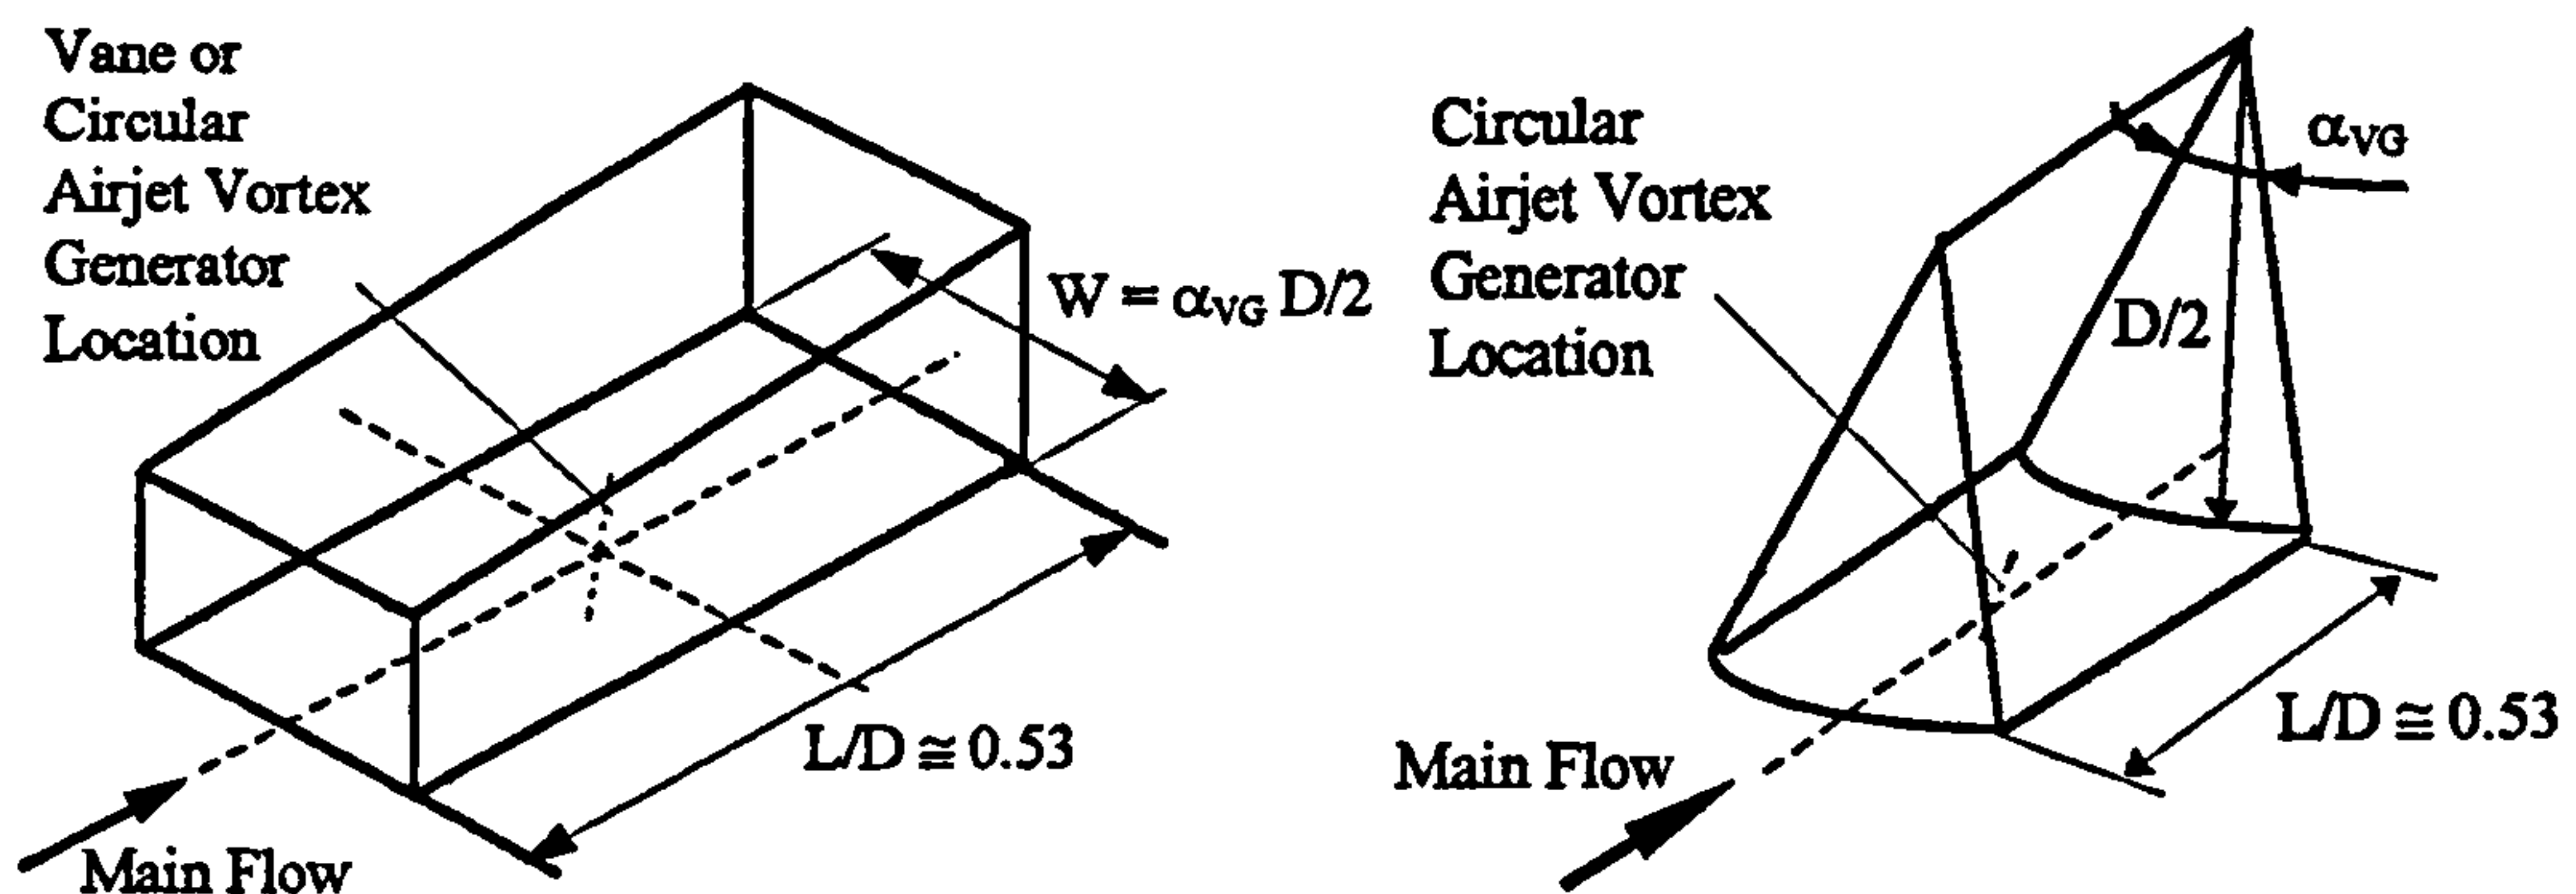 Vane or
Circular
Airjet Vortex
Generator
Location
W = αVG D/2
L/D ≅ 0.53
Main Flow
Circular
Airjet Vortex
Generator
Location
αVG
D/2
L/D ≅ 0.53
Main Flow